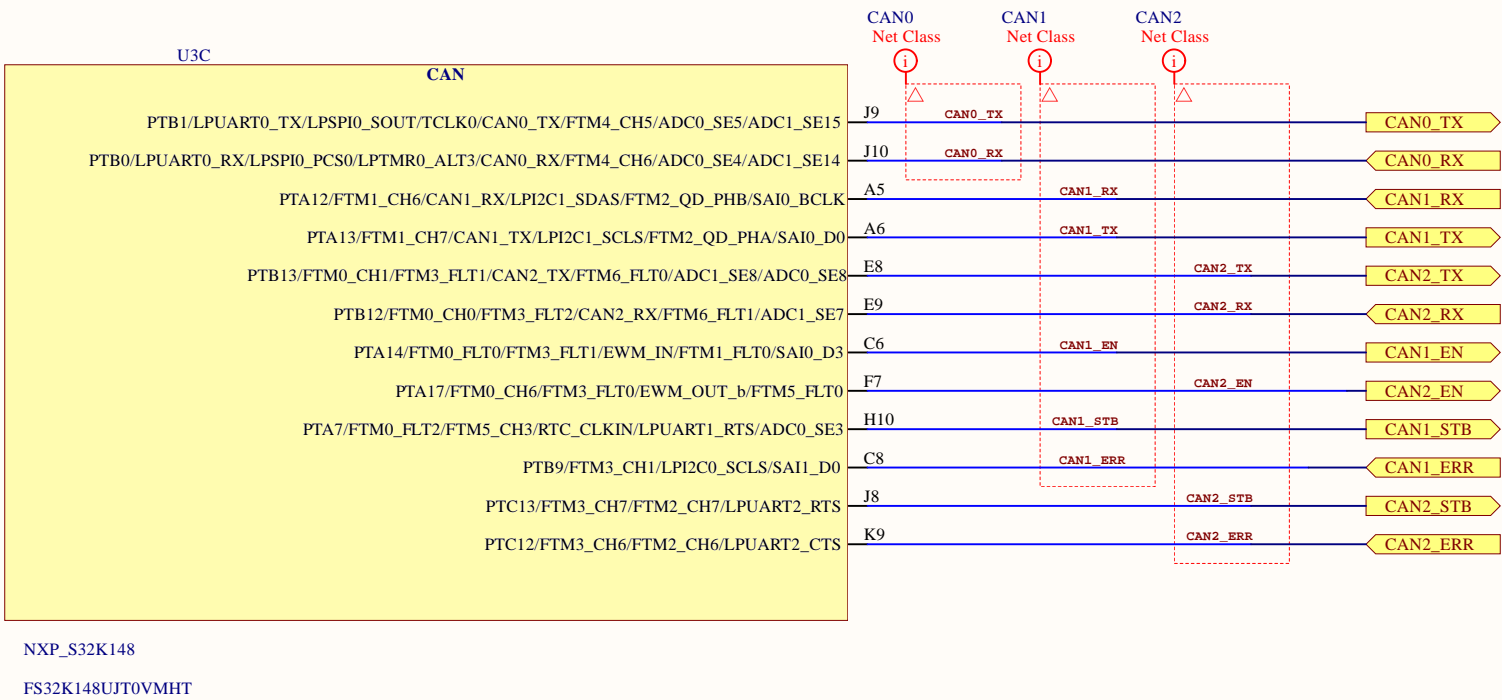 CAN0 CAN1 CAN2
Net Class Net Class Net Class
i i i
U3C
CAN
PTB1/LPUART0_TX/LPSPI0_SOUT/TCLK0/CAN0_TX/FTM4_CH5/ADC0_SE5/ADC1_SE15 J9 CAN0_TX CAN0_TX
PTB0/LPUART0_RX/LPSPI0_PCS0/LPTMR0_ALT3/CAN0_RX/FTM4_CH6/ADC0_SE4/ADC1_SE14 J10 CAN0_RX CAN0_RX
PTA12/FTM1_CH6/CAN1_RX/LPI2C1_SDAS/FTM2_QD_PHB/SAI0_BCLK A5 CAN1_RX CAN1_RX
PTA13/FTM1_CH7/CAN1_TX/LPI2C1_SCLS/FTM2_QD_PHA/SAI0_D0 A6 CAN1_TX CAN1_TX
PTB13/FTM0_CH1/FTM3_FLT1/CAN2_TX/FTM6_FLT0/ADC1_SE8/ADC0_SE8 E8 CAN2_TX CAN2_TX
PTB12/FTM0_CH0/FTM3_FLT2/CAN2_RX/FTM6_FLT1/ADC1_SE7 E9 CAN2_RX CAN2_RX
PTA14/FTM0_FLT0/FTM3_FLT1/EWM_IN/FTM1_FLT0/SAI0_D3 C6 CAN1_EN CAN1_EN
PTA17/FTM0_CH6/FTM3_FLT0/EWM_OUT_b/FTM5_FLT0 F7 CAN2_EN CAN2_EN
PTA7/FTM0_FLT2/FTM5_CH3/RTC_CLKIN/LPUART1_RTS/ADC0_SE3 H10 CAN1_STB CAN1_STB
PTB9/FTM3_CH1/LPI2C0_SCLS/SAI1_D0 C8 CAN1_ERR CAN1_ERR
PTC13/FTM3_CH7/FTM2_CH7/LPUART2_RTS J8 CAN2_STB CAN2_STB
PTC12/FTM3_CH6/FTM2_CH6/LPUART2_CTS K9 CAN2_ERR CAN2_ERR
NXP_S32K148
FS32K148UJT0VMHT